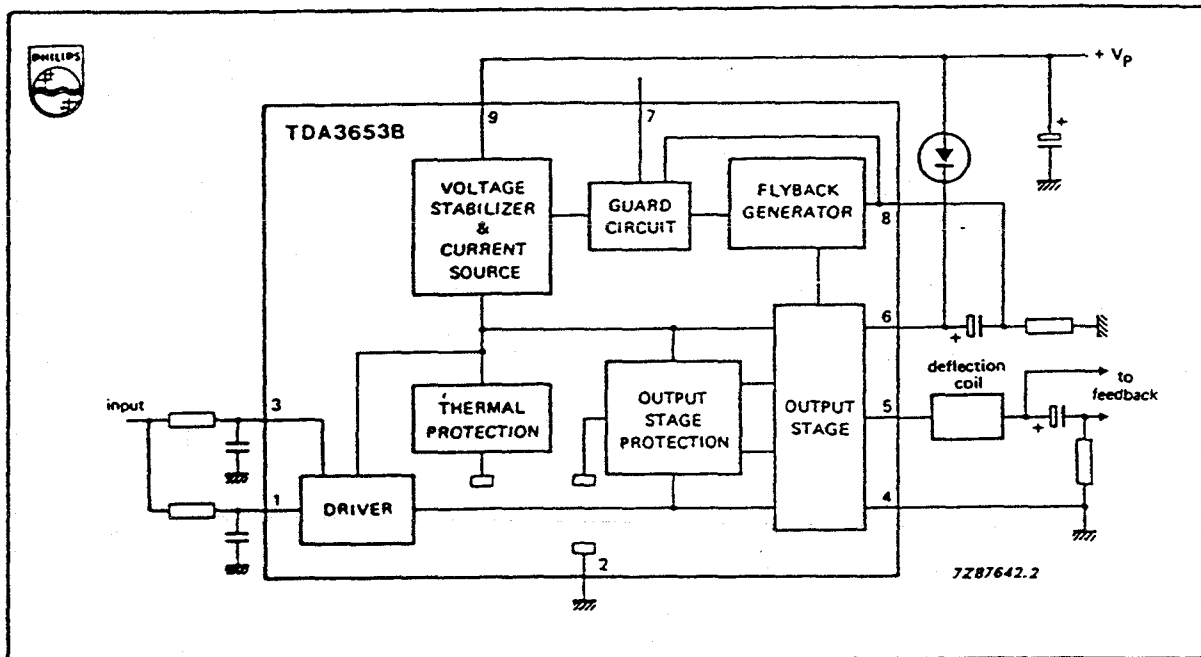 PHILIPS
+ Vp
TDA3653B
9
7
+
VOLTAGE
STABILIZER
&
CURRENT
SOURCE
GUARD
CIRCUIT
FLYBACK
GENERATOR
8
6
+
deflection
coil
to
feedback
input
3
THERMAL
PROTECTION
OUTPUT
STAGE
PROTECTION
OUTPUT
STAGE
5
+
1
DRIVER
4
2
7Z87642.2